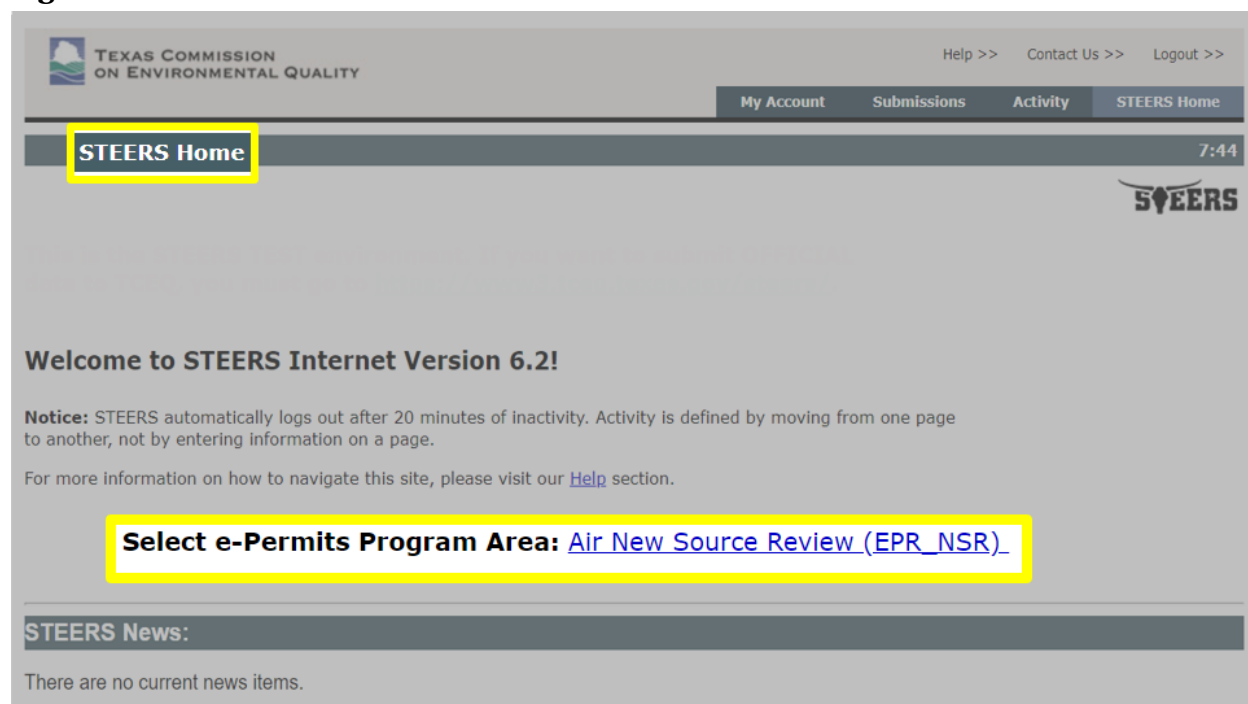 TEXAS COMMISSION
ON ENVIRONMENTAL QUALITY
Help >> Contact Us >> Logout >>
My Account Submissions Activity STEERS Home
STEERS Home
7:44
STEERS
Welcome to STEERS Internet Version 6.2!
Notice: STEERS automatically logs out after 20 minutes of inactivity. Activity is defined by moving from one page
to another, not by entering information on a page.
For more information on how to navigate this site, please visit our Help section.
Select e-Permits Program Area: Air New Source Review (EPR_NSR)
STEERS News:
There are no current news items.